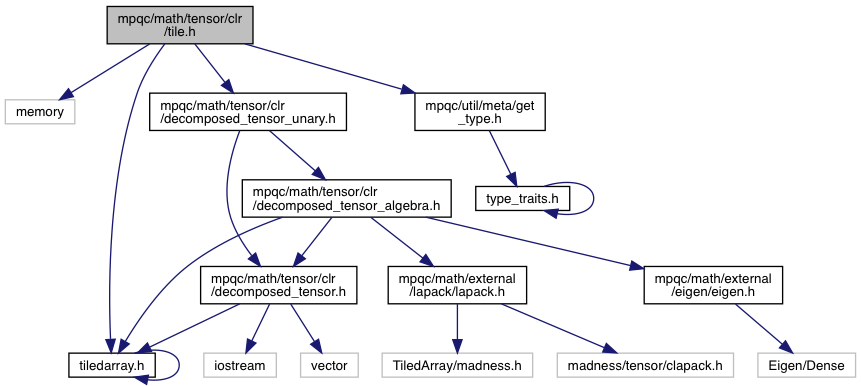 mpqc/math/tensor/clr
/tile.h
memory
mpqc/math/tensor/clr
/decomposed_tensor_unary.h
mpqc/util/meta/get
_type.h
mpqc/math/tensor/clr
/decomposed_tensor_algebra.h
type_traits.h
mpqc/math/tensor/clr
/decomposed_tensor.h
mpqc/math/external
/lapack/lapack.h
mpqc/math/external
/eigen/eigen.h
tiledarray.h
iostream
vector
TiledArray/madness.h
madness/tensor/clapack.h
Eigen/Dense